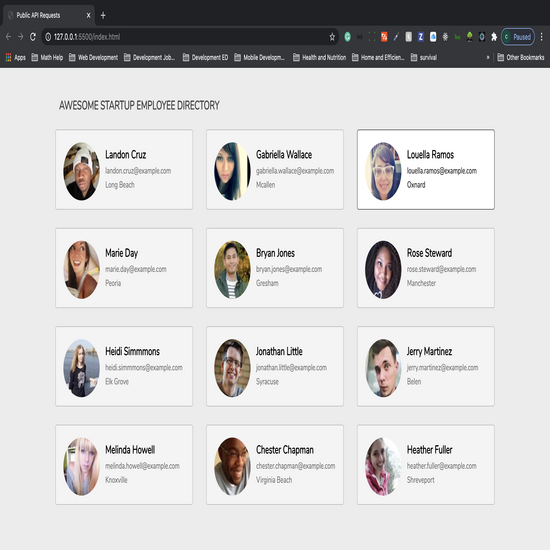 Public API Requests
127.0.0.1:5500/index.html
Paused
Apps
Math Help
Web Development
Development Job...
Development ED
Mobile Developm...
Health and Nutrition
Home and Efficien...
survival
»
Other Bookmarks
AWESOME STARTUP EMPLOYEE DIRECTORY
Landon Cruz
landon.cruz@example.com
Long Beach
Gabriella Wallace
gabriella.wallace@example.com
Mcallen
Louella Ramos
louella.ramos@example.com
Oxnard
Marie Day
marie.day@example.com
Peoria
Bryan Jones
bryan.jones@example.com
Gresham
Rose Steward
rose.steward@example.com
Manchester
Heidi Simmmons
heidi.simmmons@example.com
Elk Grove
Jonathan Little
jonathan.little@example.com
Syracuse
Jerry Martinez
jerry.martinez@example.com
Belen
Melinda Howell
melinda.howell@example.com
Knoxville
Chester Chapman
chester.chapman@example.com
Virginia Beach
Heather Fuller
heather.fuller@example.com
Shreveport